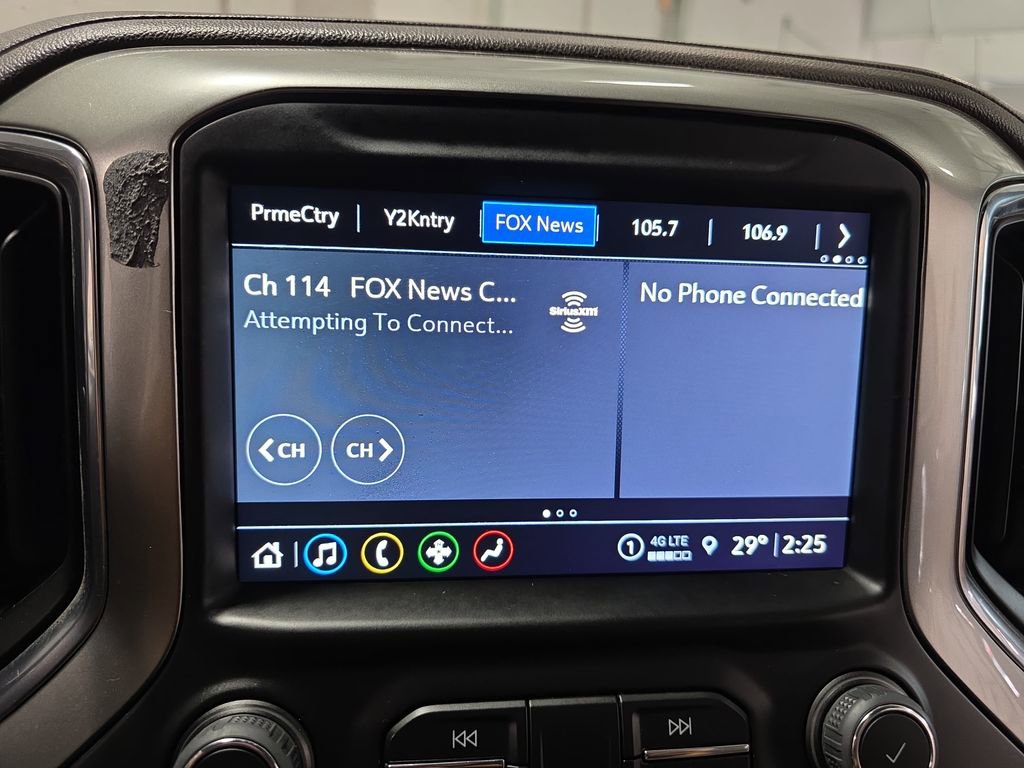 PrmeCtry | Y2Kntry FOX News 105.7 | 106.9 |
Ch 114 FOX News C...
Attempting To Connect...
SiriusXM
No Phone Connected
CH CH
1 4G LTE 29° | 2:25